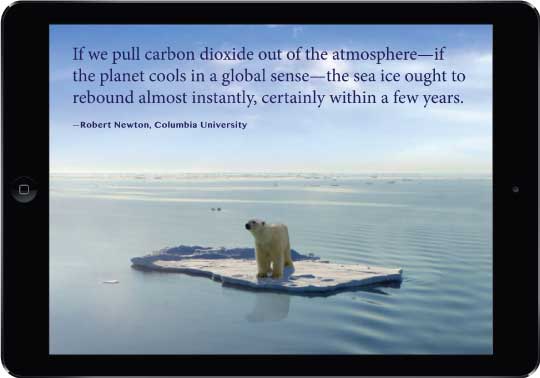 If we pull carbon dioxide out of the atmosphere—if
the planet cools in a global sense—the sea ice ought to
rebound almost instantly, certainly within a few years.
—Robert Newton, Columbia University